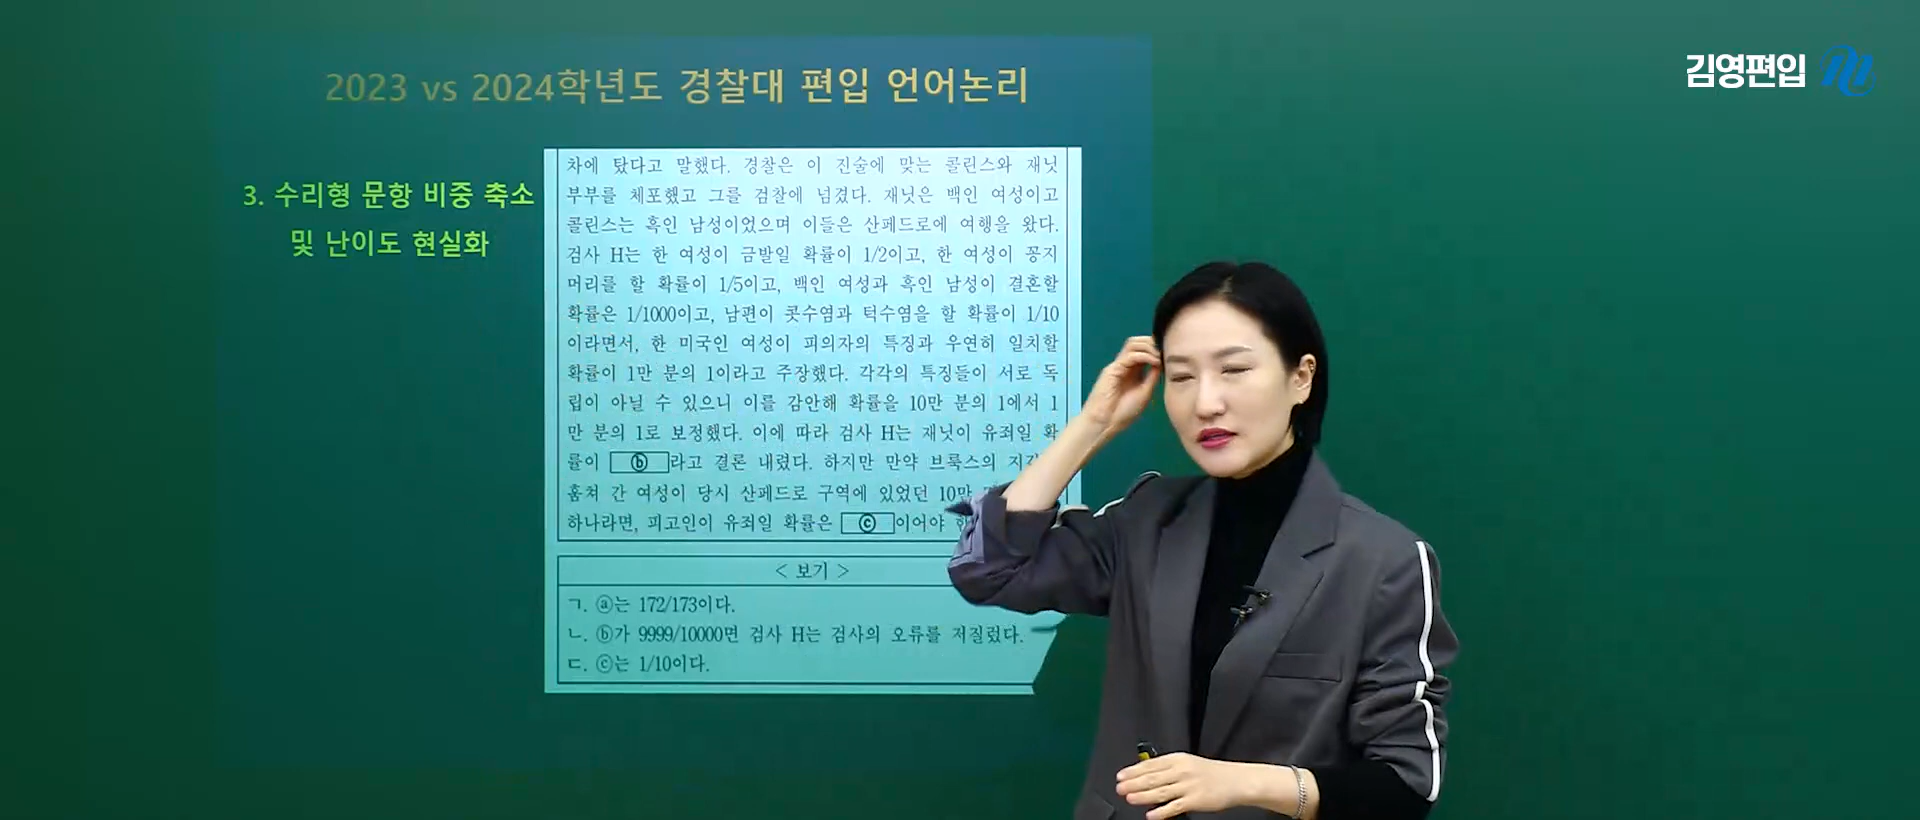 김영편입
2023 vs 2024학년도 경찰대 편입 언어논리
3. 수리형 문항 비중 축소
및 난이도 현실화
차에 탔다고 말했다. 경찰은 이 진술에 맞는 콜린스와 재닛
부부를 체포했고 그를 검찰에 넘겼다. 재닛은 백인 여성이고
콜린스는 흑인 남성이었으며 이들은 산페드로에 여행을 왔다.
검사 H는 한 여성이 금발일 확률이 1/2이고, 한 여성이 꽁지
머리를 할 확률이 1/5이고, 백인 여성과 흑인 남성이 결혼할
확률은 1/1000이고, 남편이 콧수염과 턱수염을 할 확률이 1/10
이라면서, 한 미국인 여성이 피의자의 특징과 우연히 일치할
확률이 1만 분의 1이라고 주장했다. 각각의 특징들이 서로 독
립이 아닐 수 있으니 이를 감안해 확률을 10만 분의 1에서 1
만 분의 1로 보정했다. 이에 따라 검사 H는 재닛이 유죄일 확
률이 ⓑ라고 결론 내렸다. 하지만 만약 브룩스의
훔쳐 간 여성이 당시 산페드로 구역에 있었던 10만
하나라면, 피고인이 유죄일 확률은 ⓒ이어야
< 보기 >
ㄱ. ⓐ는 172/173이다.
ㄴ. ⓑ가 9999/10000면 검사 H는 검사의 오류를 저질렀다.
ㄷ. ⓒ는 1/10이다.